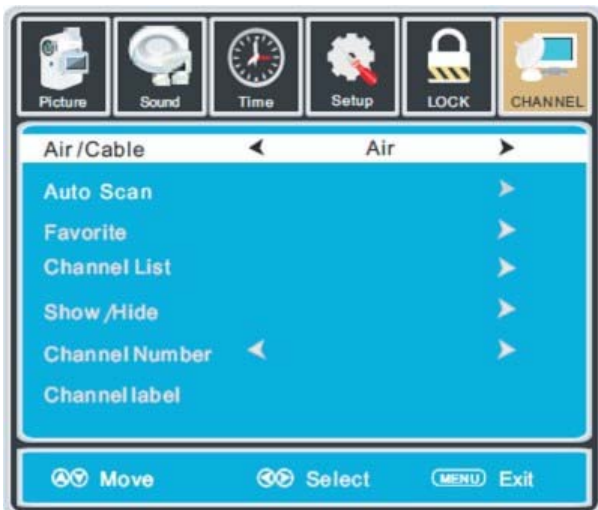 Picture Sound Time Setup LOCK CHANNEL
Air/Cable Air
Auto Scan
Favorite
Channel List
Show/Hide
Channel Number
Channel label
Move Select MENU Exit